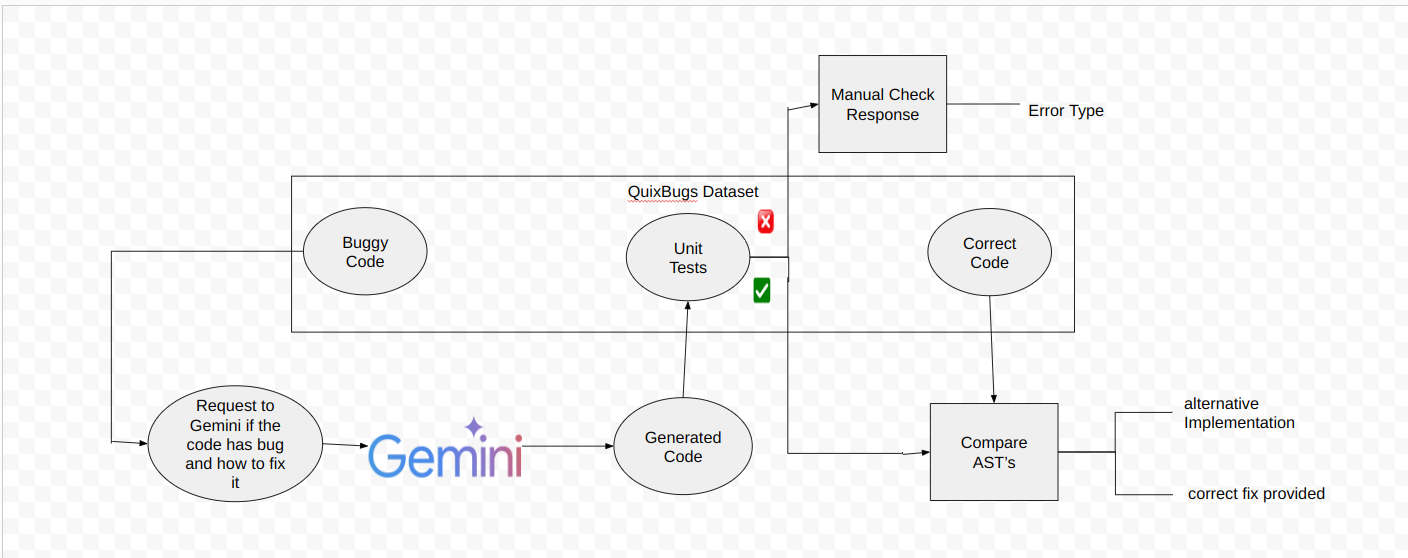 Manual Check
Response
Error Type
QuixBugs Dataset
Buggy
Code
Unit
Tests
Correct
Code
Request to
Gemini if the
code has bug
and how to fix
it
Gemini
Generated
Code
Compare
AST's
alternative
Implementation
correct fix provided